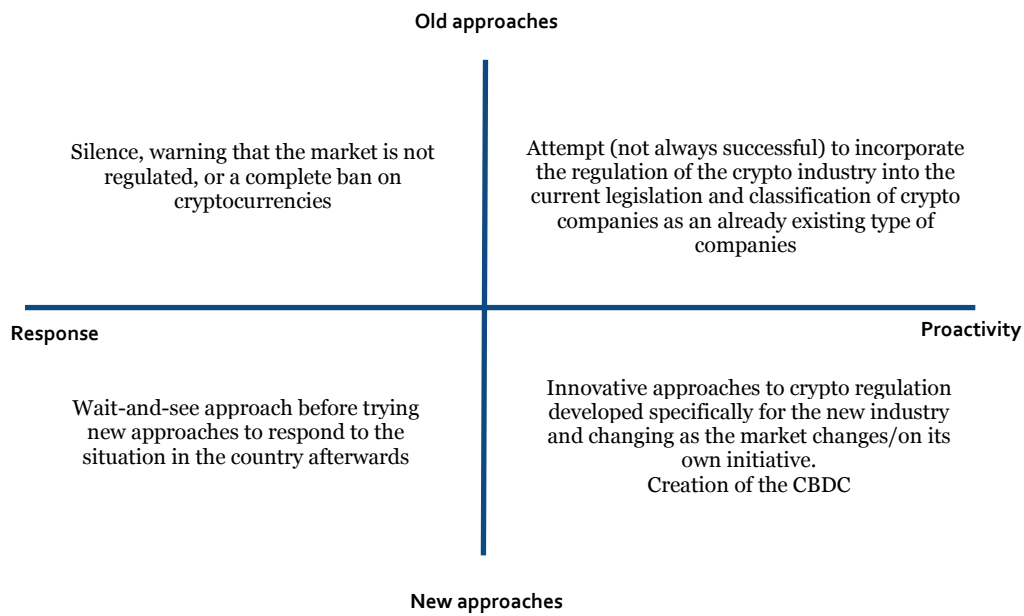 Old approaches
Silence, warning that the market is not
regulated, or a complete ban on
cryptocurrencies
Attempt (not always successful) to incorporate
the regulation of the crypto industry into the
current legislation and classification of crypto
companies as an already existing type of
companies
Response
Proactivity
Wait-and-see approach before trying
new approaches to respond to the
situation in the country afterwards
Innovative approaches to crypto regulation
developed specifically for the new industry
and changing as the market changes/on its
own initiative.
Creation of the CBDC
New approaches